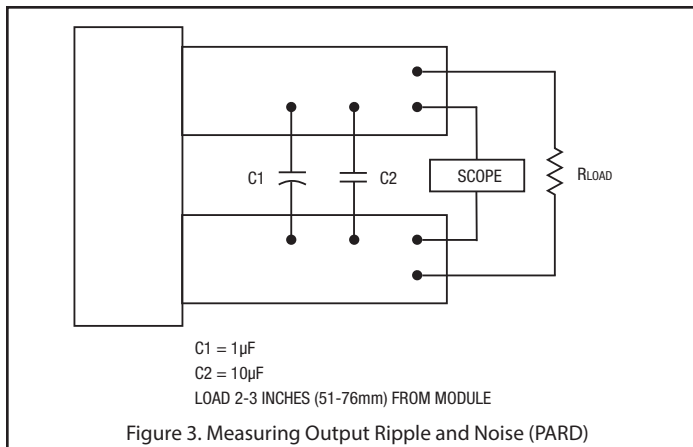 C1
C2
SCOPE
RLOAD
C1 = 1µF
C2 = 10µF
LOAD 2-3 INCHES (51-76mm) FROM MODULE
Figure 3. Measuring Output Ripple and Noise (PARD)